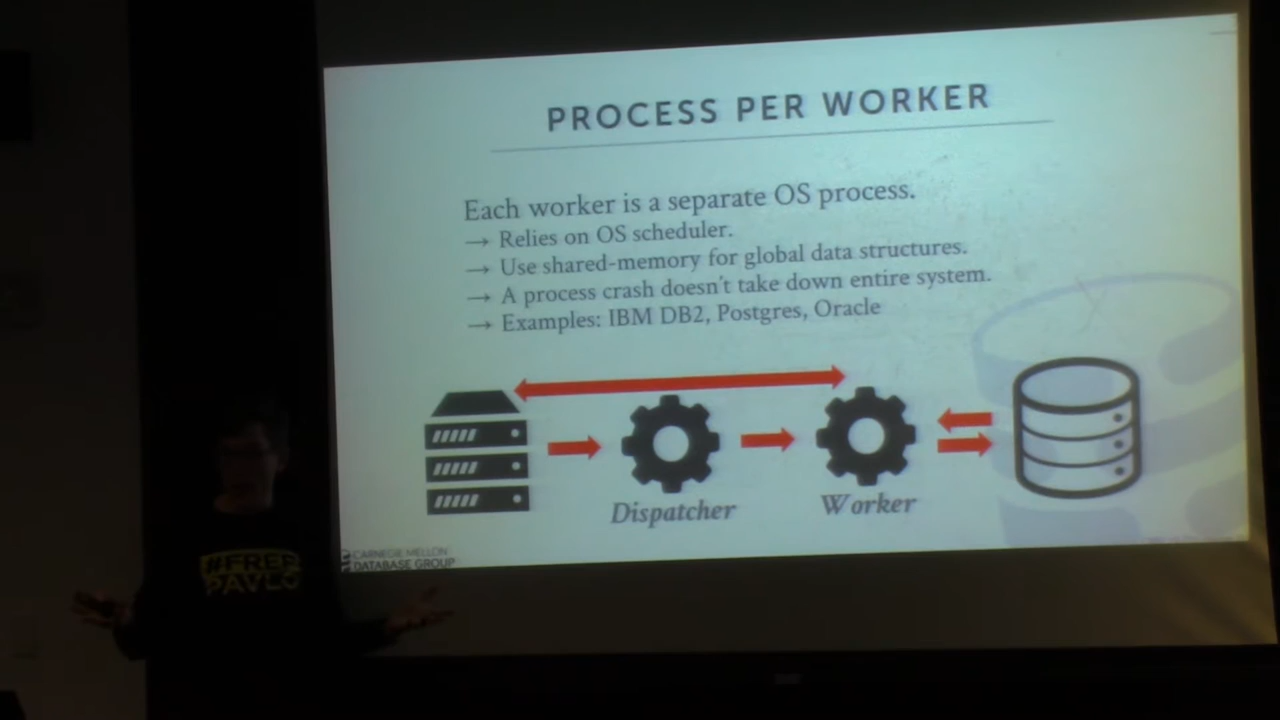 PROCESS PER WORKER
Each worker is a separate OS process.
→ Relies on OS scheduler.
→ Use shared-memory for global data structures.
→ A process crash doesn't take down entire system.
→ Examples: IBM DB2, Postgres, Oracle
Dispatcher
Worker
CARNEGIE MELLON
DATABASE GROUP
#FREE
PAVLO